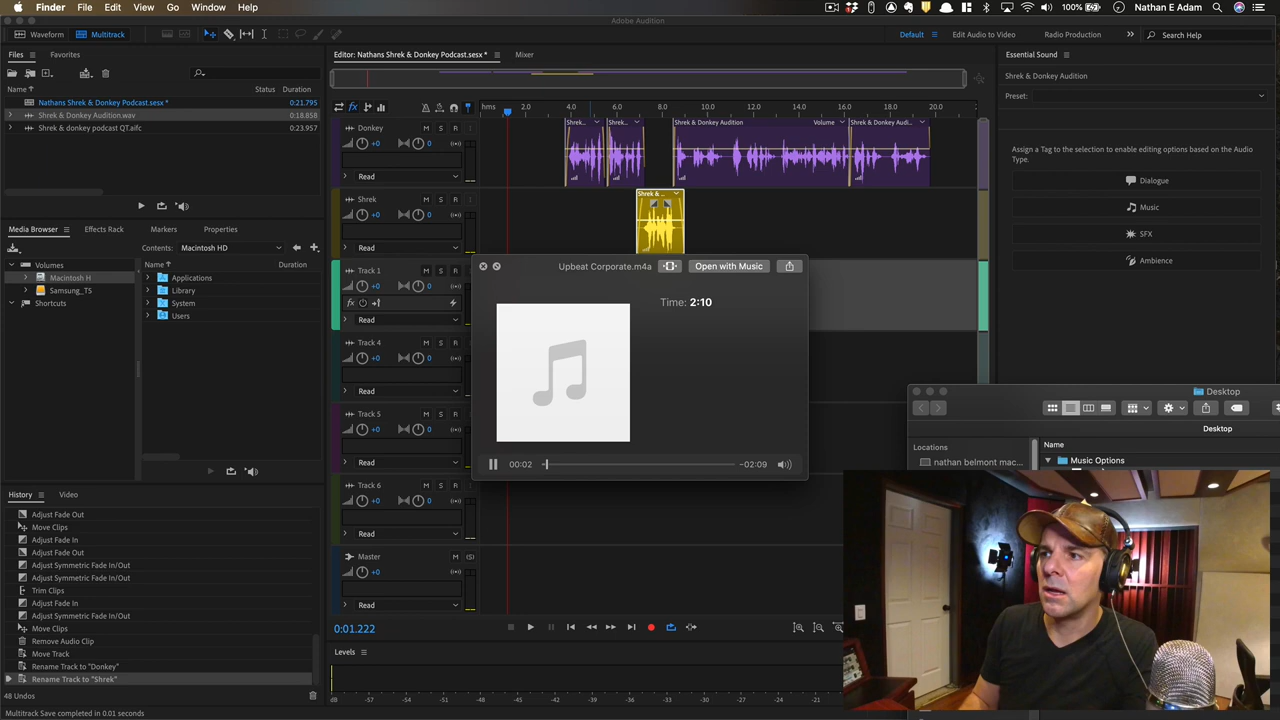 Finder File Edit View Go Window Help
100% Nathan E Adam
Adobe Audition
Waveform Multitrack
Default Edit Audio to Video Radio Production Search Help
Files Favorites
Name Status Duration
Nathans Shrek & Donkey Podcast.sesx * 0:21.795
Shrek & Donkey Audition.wav 0:18.858
Shrek & donkey podcast QT.aifc 0:23.957
Media Browser Effects Rack Markers Properties
Contents: Macintosh HD
Volumes Name Duration
Macintosh H Applications
Samsung_T5 Library
Shortcuts System
Users
History Video
Adjust Fade Out
Move Clips
Adjust Fade In
Adjust Fade Out
Adjust Symmetric Fade In/Out
Adjust Symmetric Fade In/Out
Trim Clips
Adjust Fade In
Adjust Symmetric Fade In/Out
Move Clips
Remove Audio Clip
Move Track
Rename Track to "Donkey"
Rename Track to "Shrek"
48 Undos
Multitrack Save completed in 0.01 seconds
Editor: Nathans Shrek & Donkey Podcast.sesx * Mixer
hms 4.0 6.0 8.0 10.0 12.0 14.0 16.0 18.0 20.0
Donkey M S R
+0 0
Read
Shrek... Shrek... Shrek & Donkey Audition Volume Shrek & Donkey Audi...
Shrek M S R
+0 0
Read
Shrek & ...
Track 1 M S R
+0 0
fx
Read
Track 4 M S R
+0 0
Read
Track 5 M S R
+0 0
Read
Track 6 M S R
+0 0
Read
Master M (S)
+0
Read
0:01.222
Levels
dB -57 -54 -51 -48 -45 -42 -39 -36 -33 -30 -27 -24 -21
Upbeat Corporate.m4a Open with Music
Time: 2:10
00:02 −02:09
Essential Sound
Shrek & Donkey Audition
Preset:
Assign a Tag to the selection to enable editing options based on the Audio
Type.
Dialogue
Music
SFX
Ambience
Desktop
Desktop
Locations Name
nathan belmont mac... Music Options